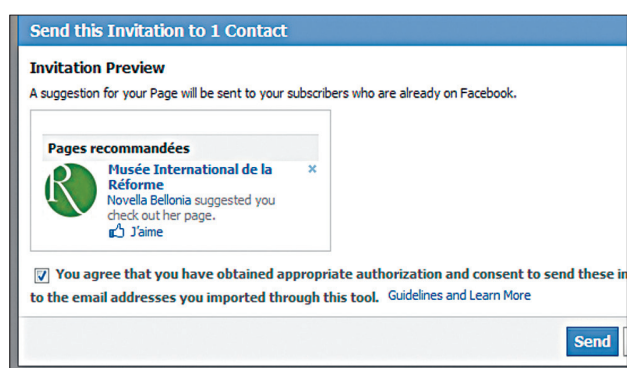 Send this Invitation to 1 Contact
Invitation Preview
A suggestion for your Page will be sent to your subscribers who are already on Facebook.
Pages recommandées
R
Musée International de la
Réforme
Novella Bellonia suggested you
check out her page.
J'aime
You agree that you have obtained appropriate authorization and consent to send these
to the email addresses you imported through this tool. Guidelines and Learn More
Send